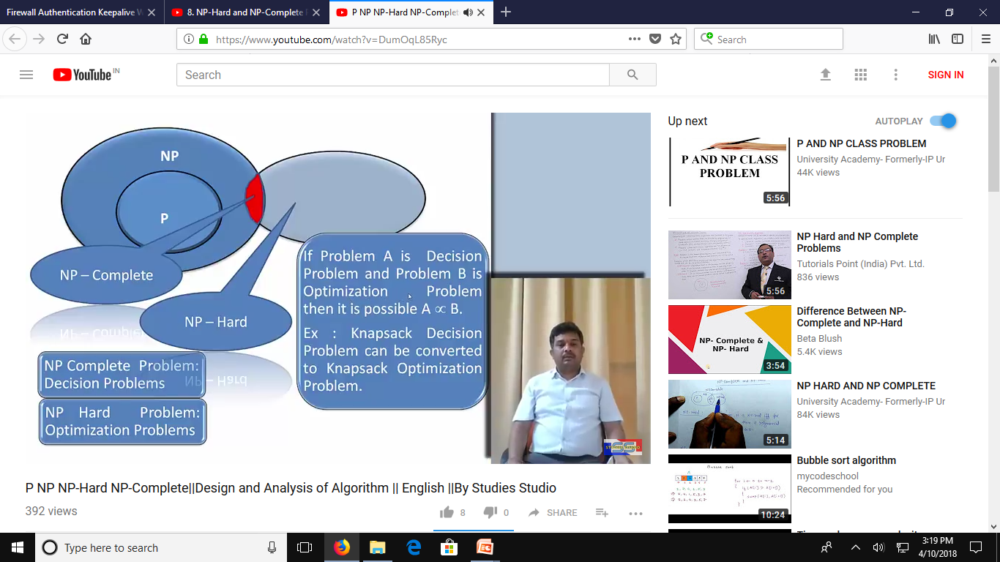 Firewall Authentication Keepalive
8. NP-Hard and NP-Complete
P NP NP-Hard NP-Complete
https://www.youtube.com/watch?v=DumOqL85Ryc
Search
YouTube IN
Search
SIGN IN
NP
P
NP – Complete
NP – Hard
NP Complete Problem:
Decision Problems
NP Hard Problem:
Optimization Problems
If Problem A is Decision
Problem and Problem B is
Optimization Problem
then it is possible A ∝ B.
Ex : Knapsack Decision
Problem can be converted
to Knapsack Optimization
Problem.
SS
P NP NP-Hard NP-Complete||Design and Analysis of Algorithm || English ||By Studies Studio
392 views
8
0
SHARE
Up next
AUTOPLAY
P AND NP CLASS
PROBLEM
5:56
P AND NP CLASS PROBLEM
University Academy- Formerly-IP Ur
44K views
5:56
NP Hard and NP Complete
Problems
Tutorials Point (India) Pvt. Ltd.
836 views
NP- Complete &
NP- Hard
3:54
Difference Between NP-
Complete and NP-Hard
Beta Blush
5.4K views
5:14
NP HARD AND NP COMPLETE
University Academy- Formerly-IP Ur
84K views
Bubble sort
10:24
Bubble sort algorithm
mycodeschool
Recommended for you
Type here to search
3:19 PM
4/10/2018